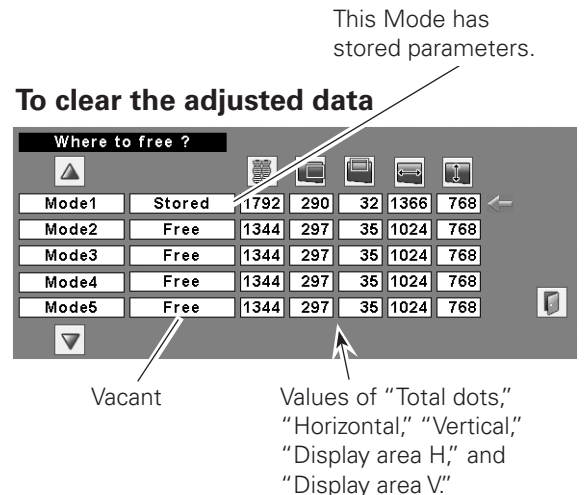 This Mode has
stored parameters.
To clear the adjusted data
Where to free ?
Mode1 Stored 1792 290 32 1366 768
Mode2 Free 1344 297 35 1024 768
Mode3 Free 1344 297 35 1024 768
Mode4 Free 1344 297 35 1024 768
Mode5 Free 1344 297 35 1024 768
Vacant
Values of “Total dots,”
“Horizontal,” “Vertical,”
“Display area H,” and
“Display area V.”